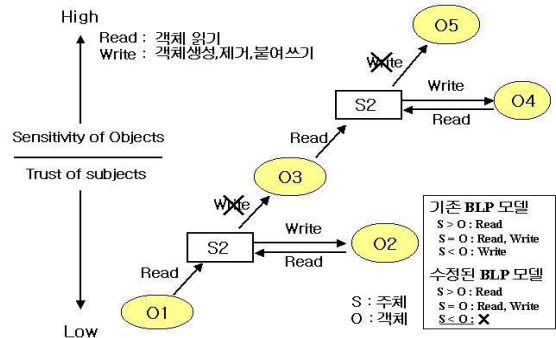 High
Read : 객체 읽기
Write : 객체생성,제거,붙여쓰기
Sensitivity of Objects
Trust of subjects
Low
O5
Write
S2
Write
Read
O4
Read
O3
Write
S2
Write
Read
O2
Read
O1
S : 주체
O : 객체
기존 BLP 모델
S > O : Read
S = O : Read, Write
S < O : Write
수정된 BLP 모델
S > O : Read
S = O : Read, Write
S < O : ×